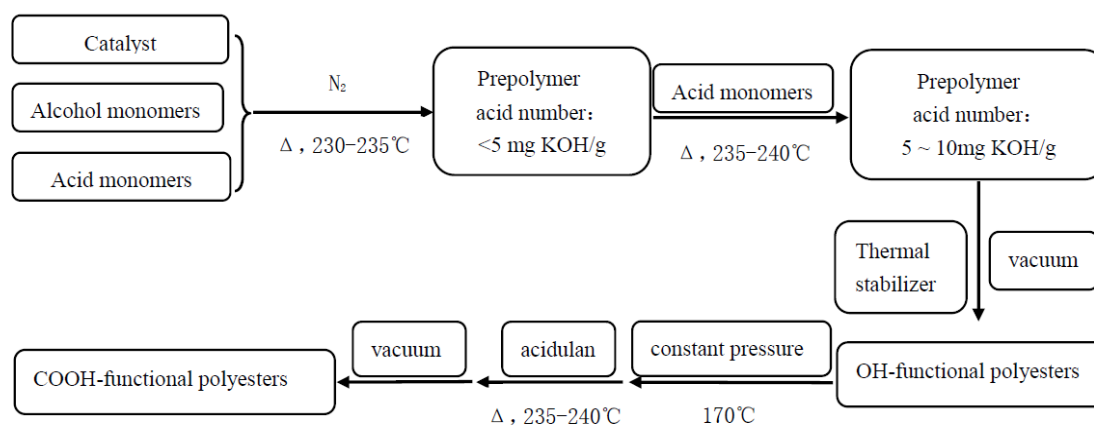 Catalyst
Alcohol monomers
Acid monomers
N₂
Δ，230-235℃
Prepolymer
acid number：
<5 mg KOH/g
Acid monomers
Δ，235-240℃
Prepolymer
acid number：
5 ~ 10mg KOH/g
Thermal
stabilizer
vacuum
OH-functional polyesters
constant pressure
170℃
acidulan
Δ，235-240℃
vacuum
COOH-functional polyesters